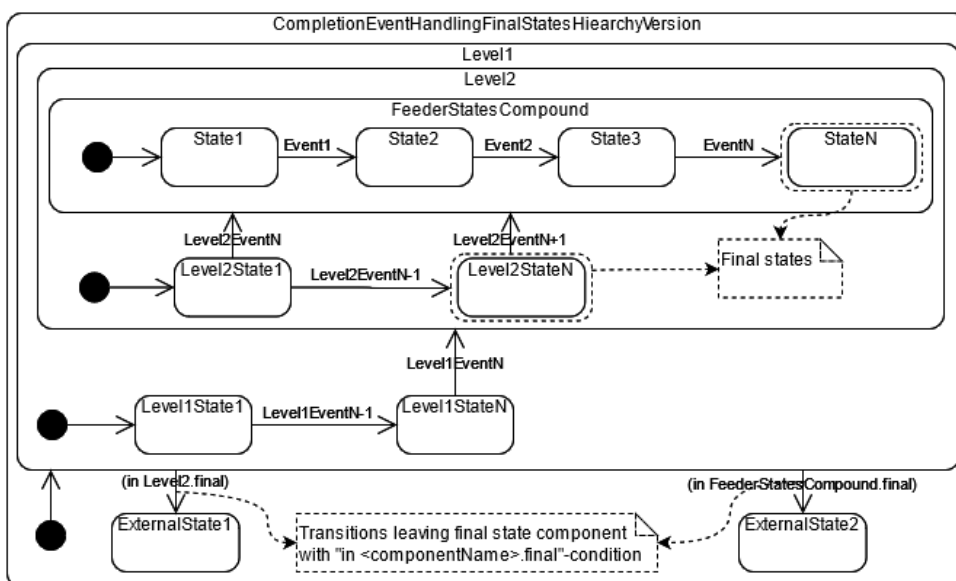 CompletionEventHandlingFinalStatesHiearchyVersion
Level1
Level2
FeederStatesCompound
State1
Event1
State2
Event2
State3
EventN
StateN
Level2EventN
Level2EventN+1
Level2State1
Level2EventN-1
Level2StateN
Final states
Level1EventN
Level1State1
Level1EventN-1
Level1StateN
(in Level2.final)
(in FeederStatesCompound.final)
ExternalState1
Transitions leaving final state component
with "in <componentName>.final"-condition
ExternalState2